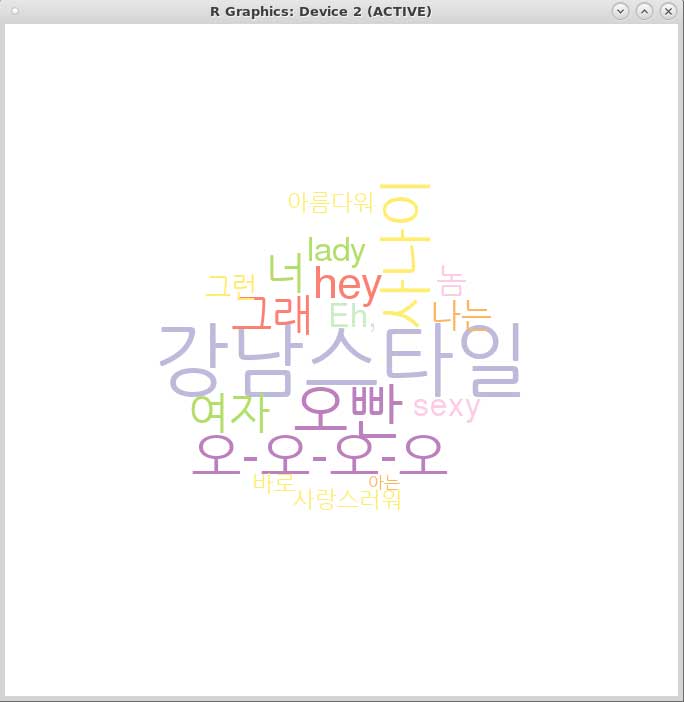 R Graphics: Device 2 (ACTIVE)
아름다워
사나이
lady
너
hey
놈
그런
그래
Eh,
나는
강남스타일
여자
오빤
sexy
오-오-오-오
바로
아는
사랑스러워